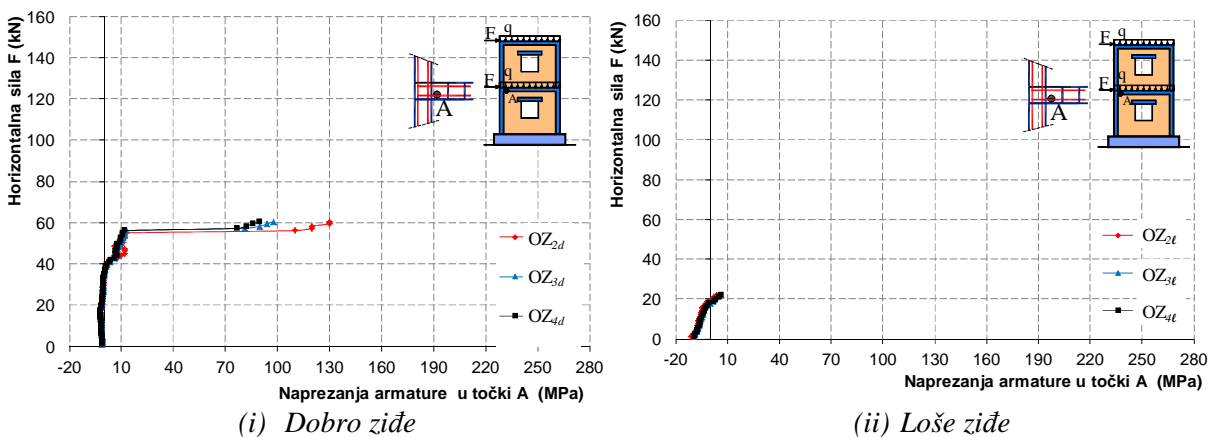 Horizontalna sila F (kN)
160
140
120
100
80
60
40
20
0
-20 10 40 70 100 130 160 190 220 250 280
Naprezanja armature u točki A (MPa)
F q
F q
A
A
OZ2d
OZ3d
OZ4d
(i) Dobro ziđe
Horizontalna sila F (kN)
160
140
120
100
80
60
40
20
0
-20 10 40 70 100 130 160 190 220 250 280
Naprezanja armature u točki A (MPa)
F q
F q
A
A
OZ2ℓ
OZ3ℓ
OZ4ℓ
(ii) Loše ziđe